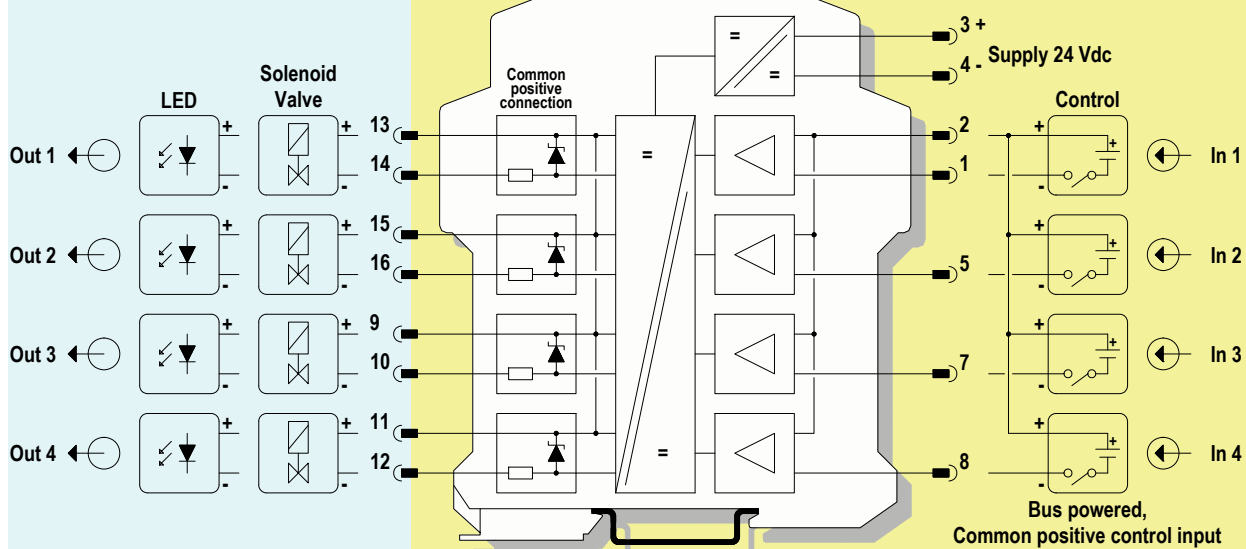 3 +
4 -
Supply 24 Vdc
=
=
LED
Solenoid
Valve
Common
positive
connection
Control
Out 1
+
-
+
-
13
14
=
2
1
+
-
+
In 1
Out 2
+
-
+
-
15
16
5
+
-
+
In 2
Out 3
+
-
+
-
9
10
7
+
-
+
In 3
Out 4
+
-
+
-
11
12
=
8
+
-
+
In 4
Bus powered,
Common positive control input